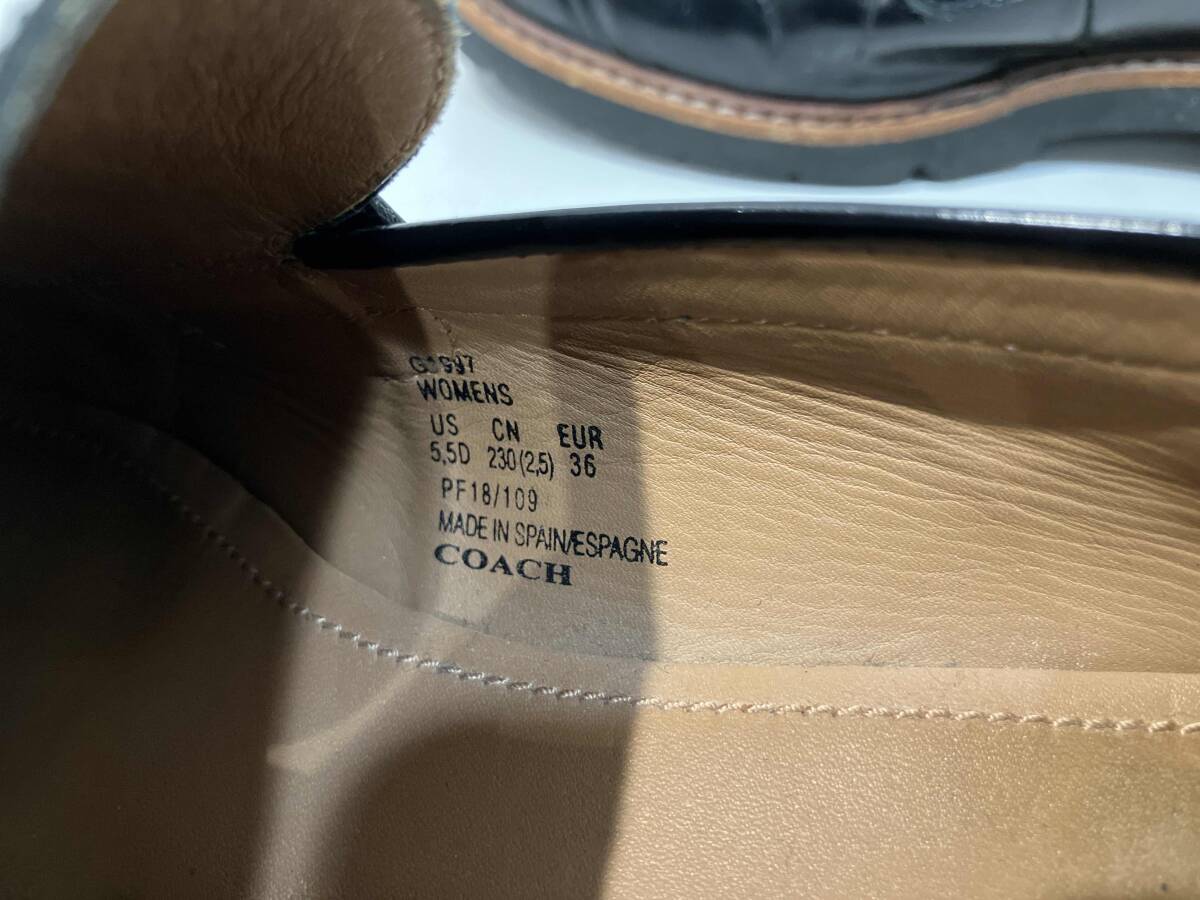 WOMENS
US CN EUR
5,5D 230(2,5) 36
PF18/109
MADE IN SPAIN/ESPAGNE
COACH